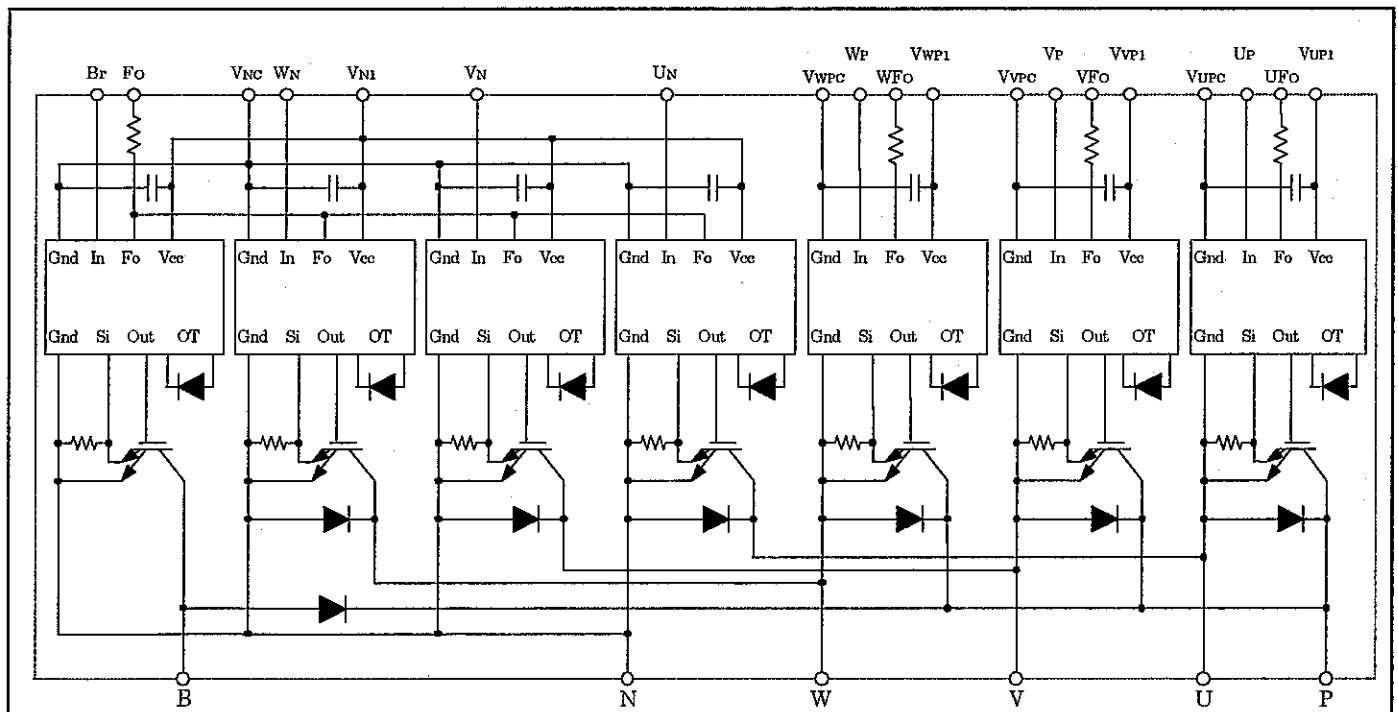 WP VWP1 VP VVP1 UP VUP1
Br FO VNC WN VN1 VN UN VWPC WFO VVPC VFO VUPC UFO
Gnd In Fo Vcc Gnd In Fo Vcc Gnd In Fo Vcc Gnd In Fo Vcc Gnd In Fo Vcc Gnd In Fo Vcc Gnd In Fo Vcc
Gnd Si Out OT Gnd Si Out OT Gnd Si Out OT Gnd Si Out OT Gnd Si Out OT Gnd Si Out OT Gnd Si Out OT
B N W V U P